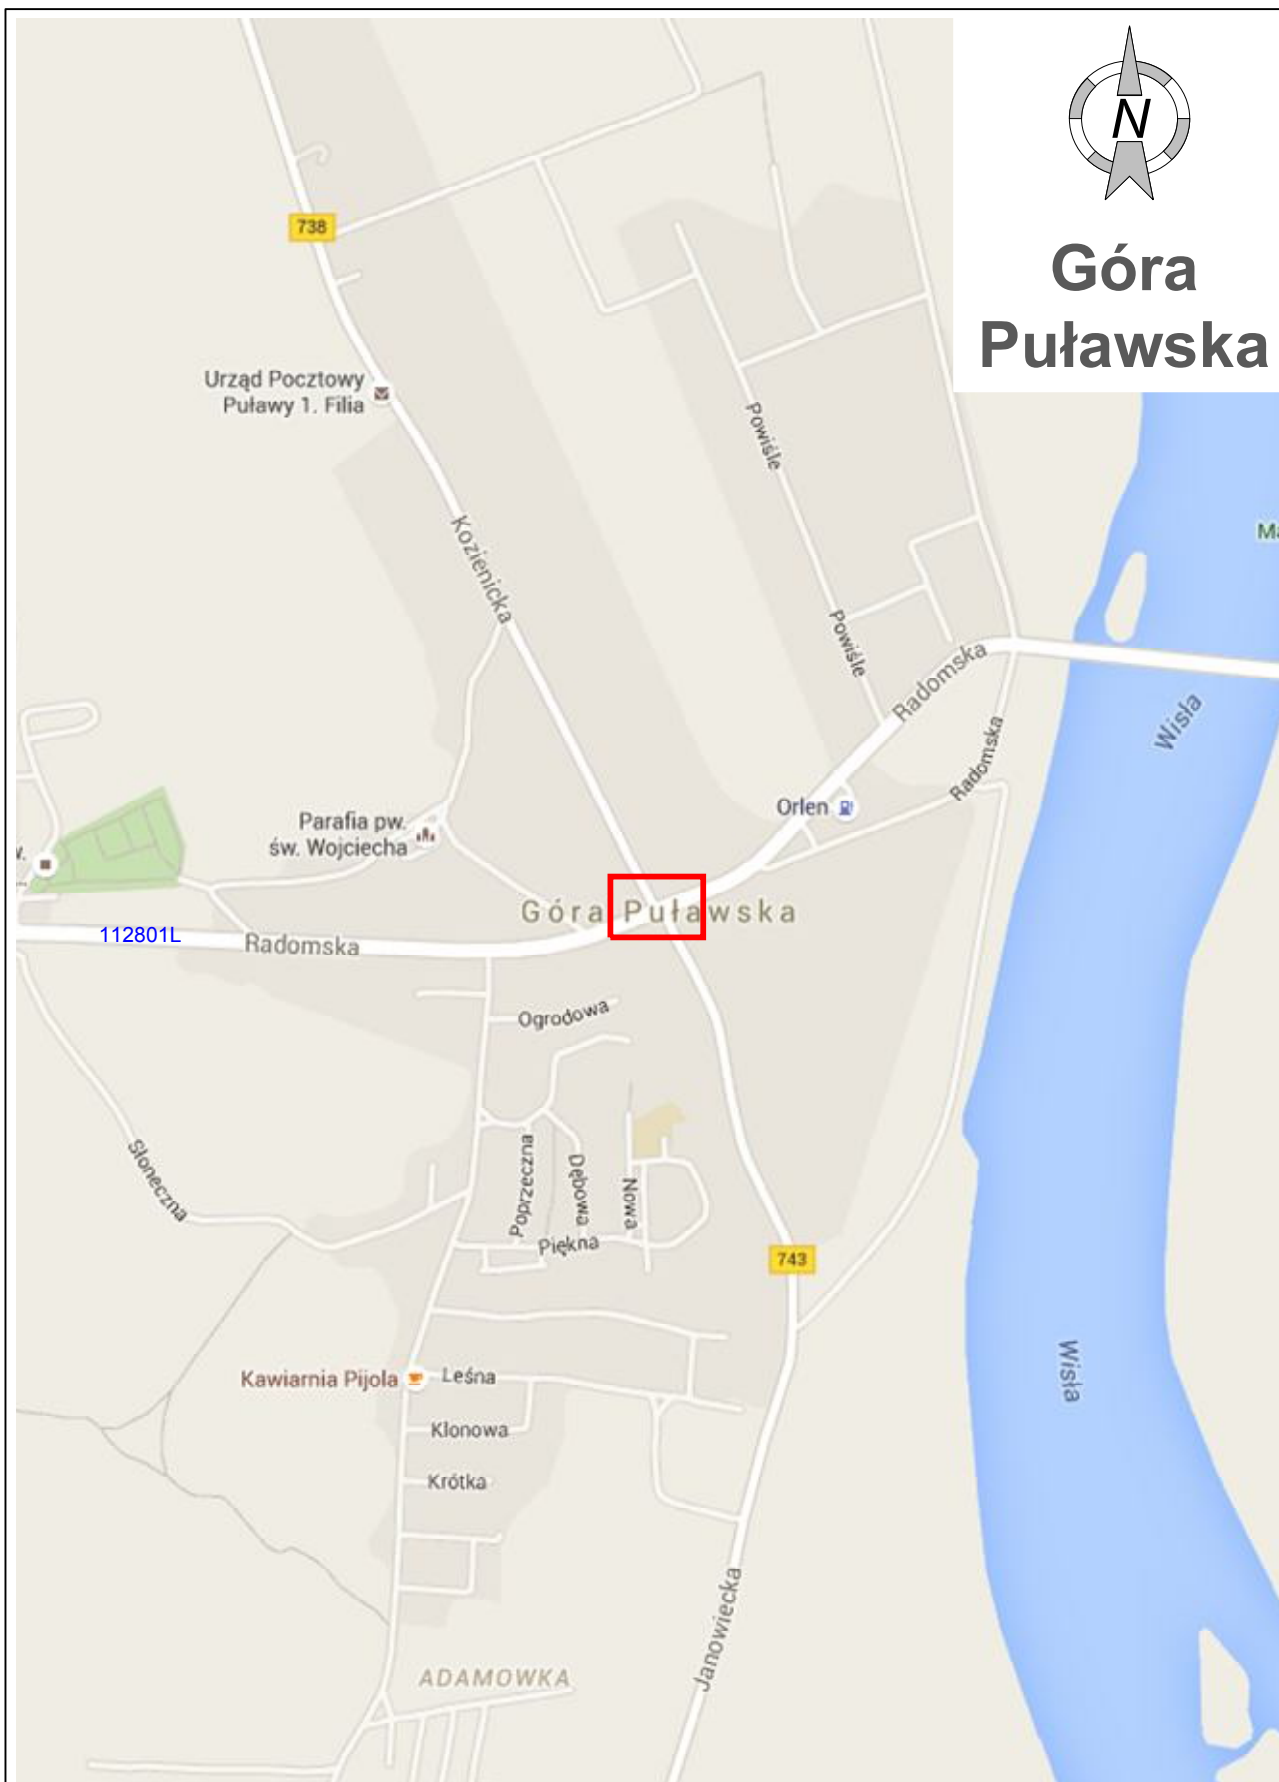 N
Góra
Puławska
738
Urząd Pocztowy
Puławy 1. Filia
Powiśle
Kozienicka
Ma
Powiśle
Radomska
Wisła
Radomska
Orlen
Parafia pw.
św. Wojciecha
w.
Góra Puławska
112801L
Radomska
Ogrodowa
Słoneczna
Poprzeczna
Dębowa
Nowa
Piękna
743
Wisła
Kawiarnia Pijola
Leśna
Klonowa
Krótka
Janowiecka
ADAMOWKA